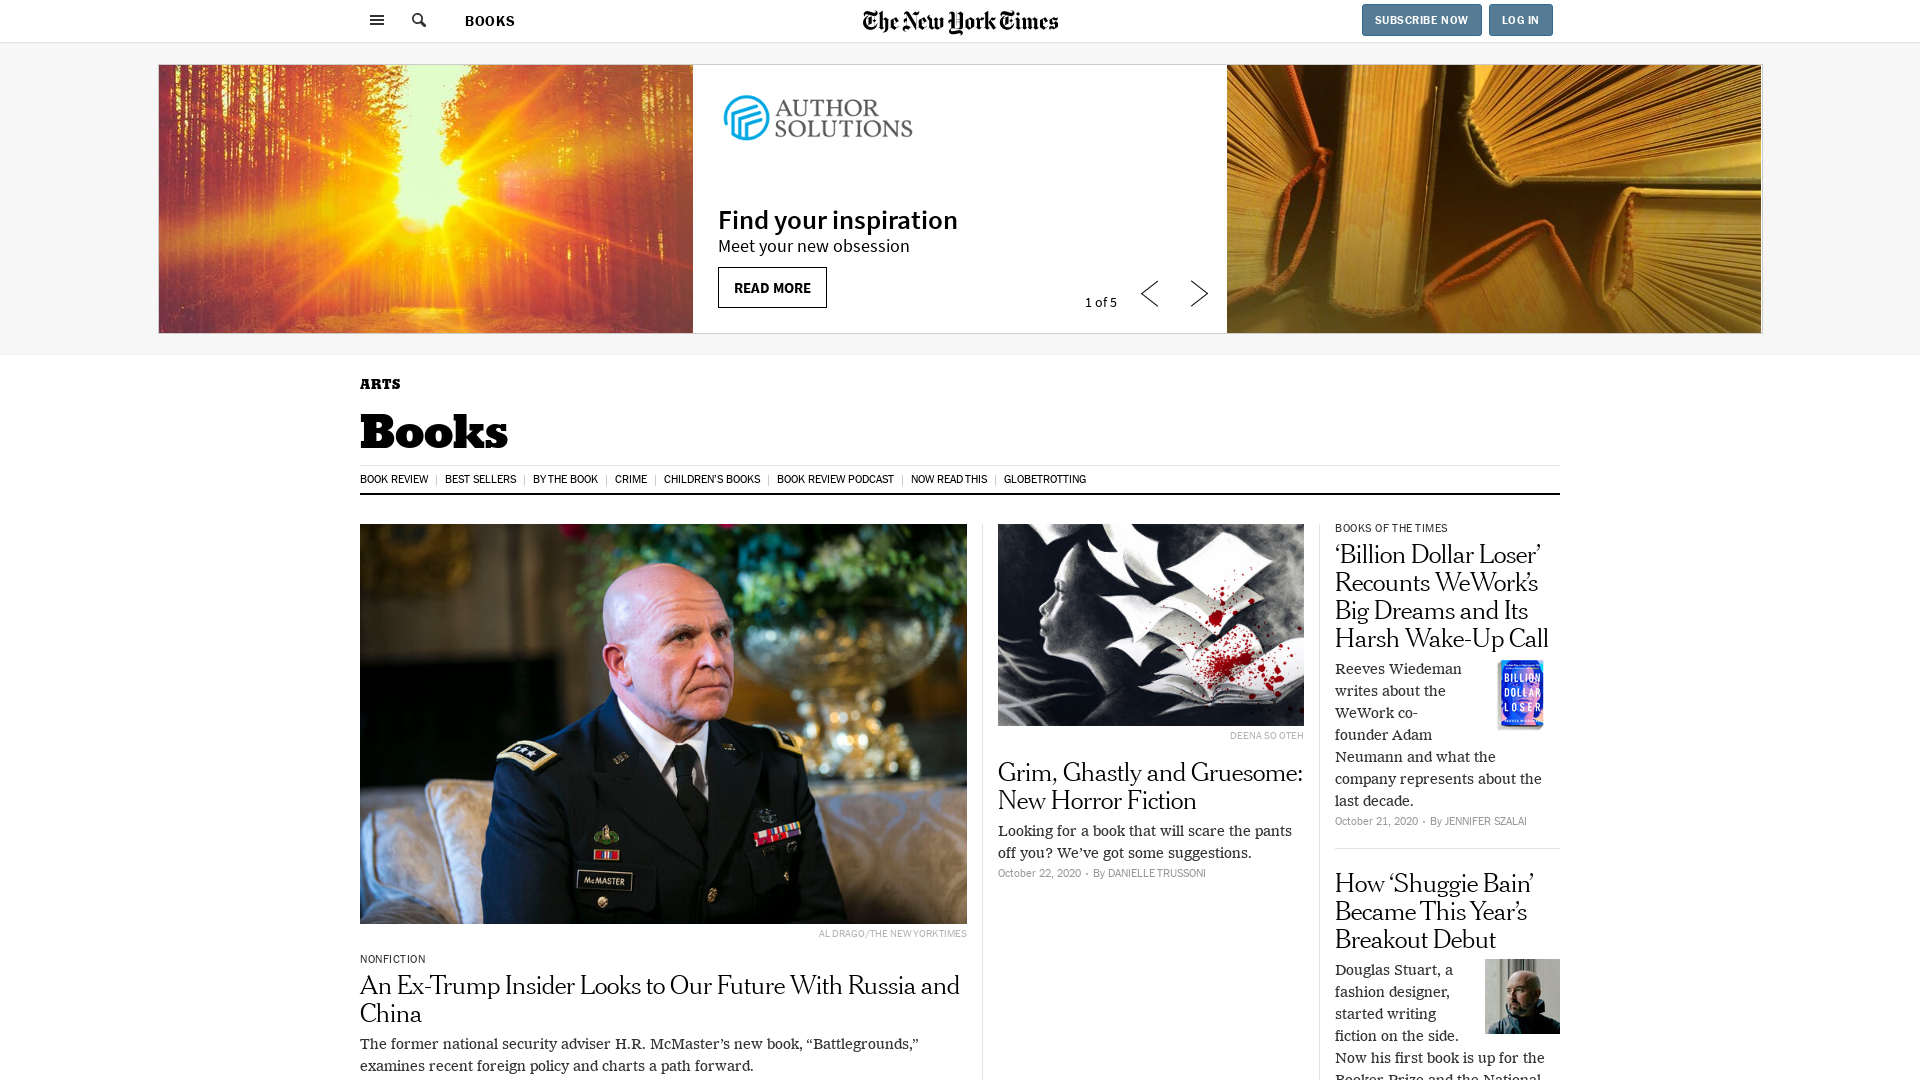 BOOKS
The New York Times
SUBSCRIBE NOW
LOG IN
AUTHOR
SOLUTIONS
Find your inspiration
Meet your new obsession
READ MORE
1 of 5
ARTS
Books
BOOK REVIEW
BEST SELLERS
BY THE BOOK
CRIME
CHILDREN'S BOOKS
BOOK REVIEW PODCAST
NOW READ THIS
GLOBETROTTING
McMASTER
AL DRAGO/THE NEW YORK TIMES
NONFICTION
An Ex-Trump Insider Looks to Our Future With Russia and
China
The former national security adviser H.R. McMaster’s new book, “Battlegrounds,”
examines recent foreign policy and charts a path forward.
DEENA SO OTEH
Grim, Ghastly and Gruesome:
New Horror Fiction
Looking for a book that will scare the pants
off you? We’ve got some suggestions.
October 22, 2020 • By DANIELLE TRUSSONI
BOOKS OF THE TIMES
‘Billion Dollar Loser’
Recounts WeWork’s
Big Dreams and Its
Harsh Wake-Up Call
Reeves Wiedeman
writes about the
WeWork co-
founder Adam
Neumann and what the
company represents about the
last decade.
BILLION
DOLLAR
LOSER
October 21, 2020 • By JENNIFER SZALAI
How ‘Shuggie Bain’
Became This Year’s
Breakout Debut
Douglas Stuart, a
fashion designer,
started writing
fiction on the side.
Now his first book is up for the
Booker Prize and the National